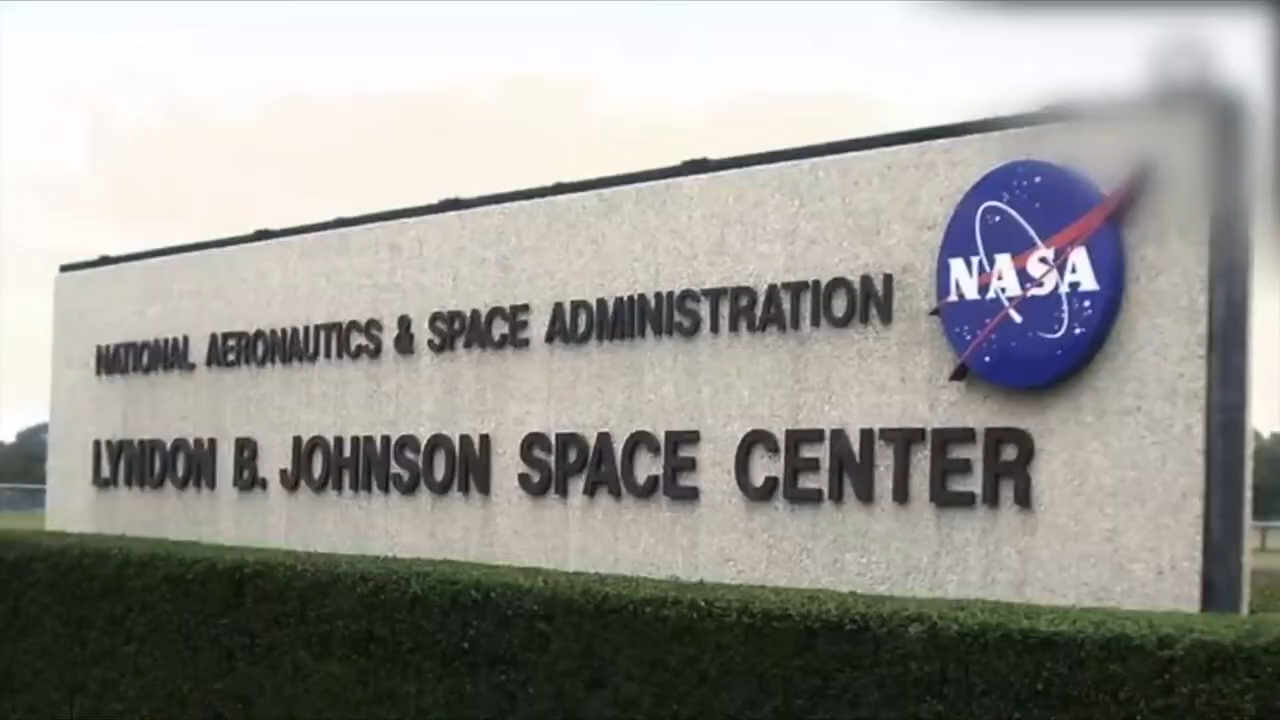 NATIONAL AERONAUTICS & SPACE ADMINISTRATION
NASA
LYNDON B. JOHNSON SPACE CENTER